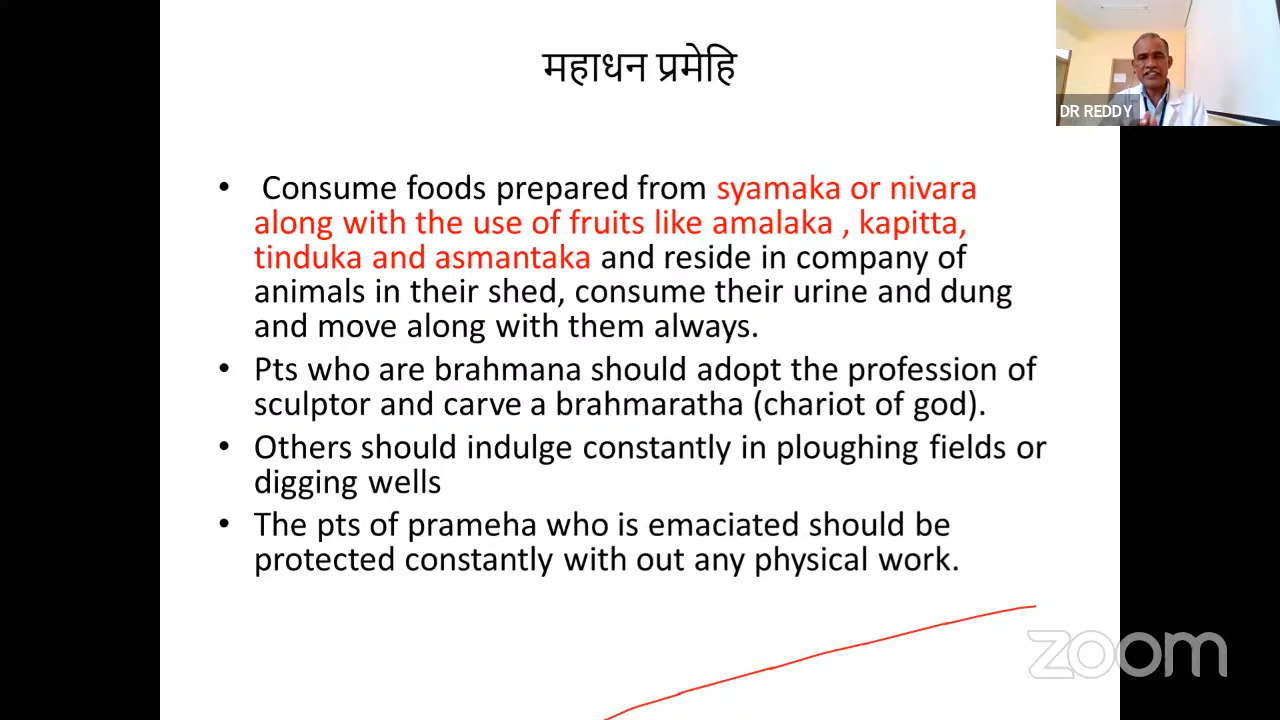 महाधन प्रमेहि
DR REDDY
• Consume foods prepared from syamaka or nivara
along with the use of fruits like amalaka , kapitta,
tinduka and asmantaka and reside in company of
animals in their shed, consume their urine and dung
and move along with them always.
• Pts who are brahmana should adopt the profession of
sculptor and carve a brahmaratha (chariot of god).
• Others should indulge constantly in ploughing fields or
digging wells
• The pts of prameha who is emaciated should be
protected constantly with out any physical work.
zoom